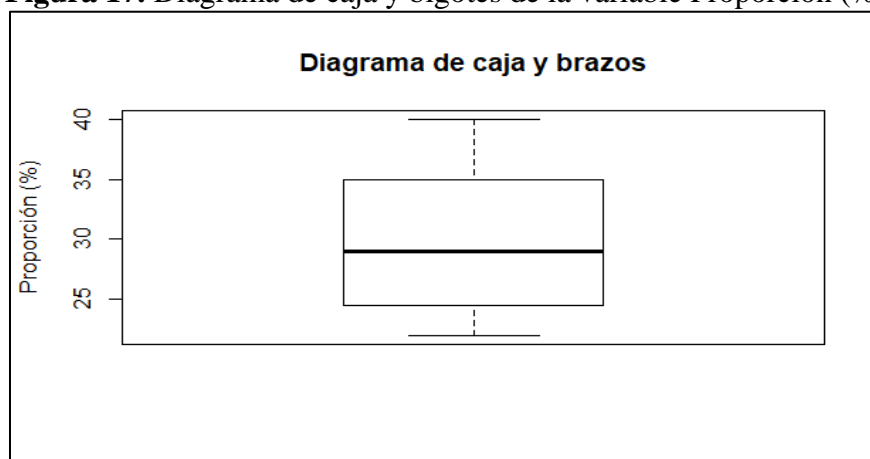 Figura 17. Diagrama de caja y bigotes de la variable Proporción (%
Diagrama de caja y brazos
Proporción (%)
40
35
30
25